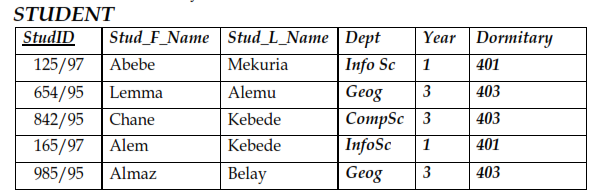 STUDENT
StudID Stud_F_Name Stud_L_Name Dept Year Dormitary
125/97 Abebe Mekuria Info Sc 1 401
654/95 Lemma Alemu Geog 3 403
842/95 Chane Kebede CompSc 3 403
165/97 Alem Kebede InfoSc 1 401
985/95 Almaz Belay Geog 3 403